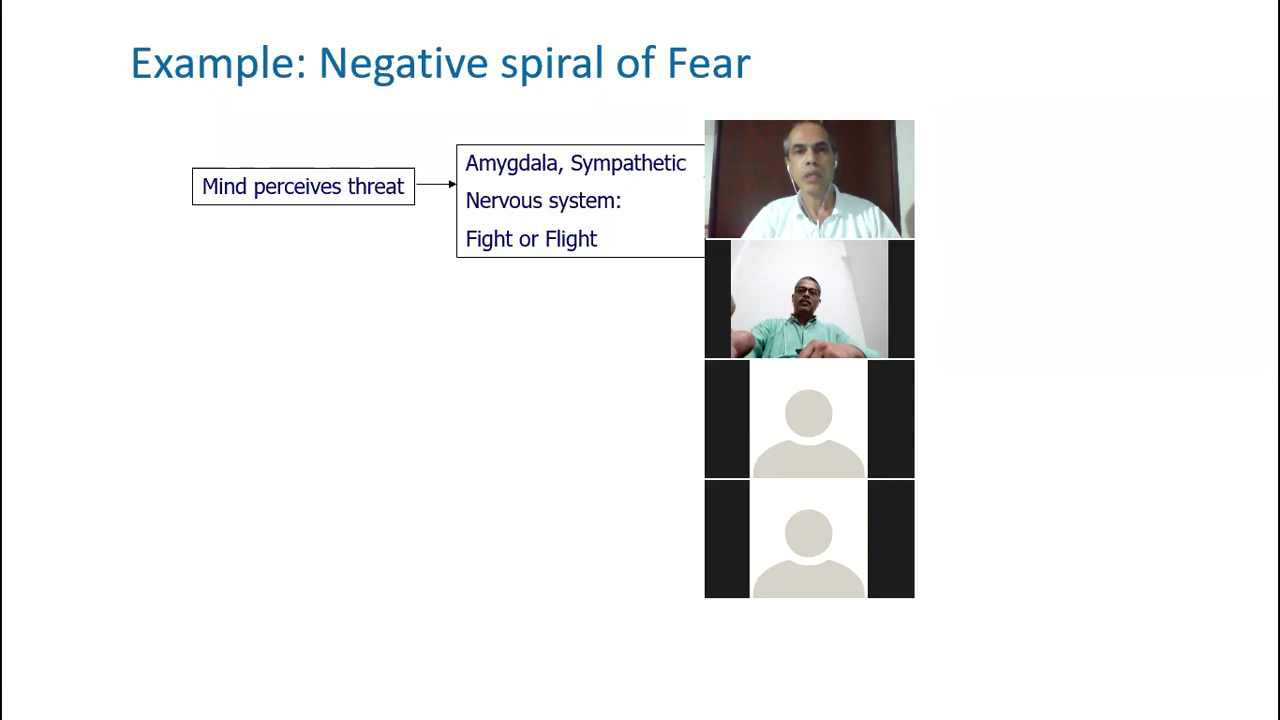 Example: Negative spiral of Fear
Mind perceives threat
Amygdala, Sympathetic
Nervous system:
Fight or Flight